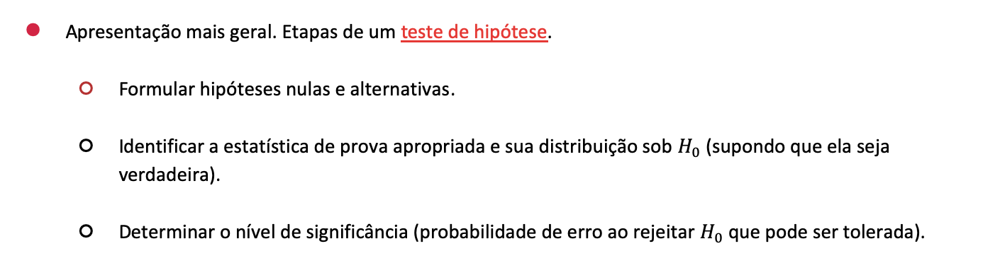 Apresentação mais geral. Etapas de um teste de hipótese.
Formular hipóteses nulas e alternativas.
Identificar a estatística de prova apropriada e sua distribuição sob H₀ (supondo que ela seja
verdadeira).
Determinar o nível de significância (probabilidade de erro ao rejeitar H₀ que pode ser tolerada).